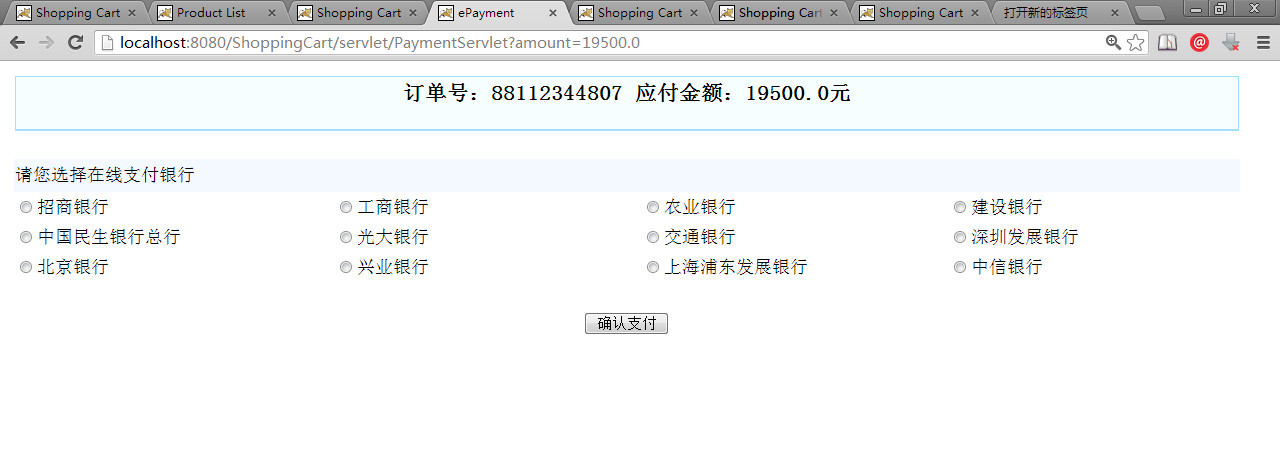 Shopping Cart Product List Shopping Cart ePayment Shopping Cart Shopping Cart Shopping Cart 打开新的标签页
localhost:8080/ShoppingCart/servlet/PaymentServlet?amount=19500.0
订单号：88112344807 应付金额：19500.0元
请您选择在线支付银行
招商银行 工商银行 农业银行 建设银行
中国民生银行总行 光大银行 交通银行 深圳发展银行
北京银行 兴业银行 上海浦东发展银行 中信银行
确认支付